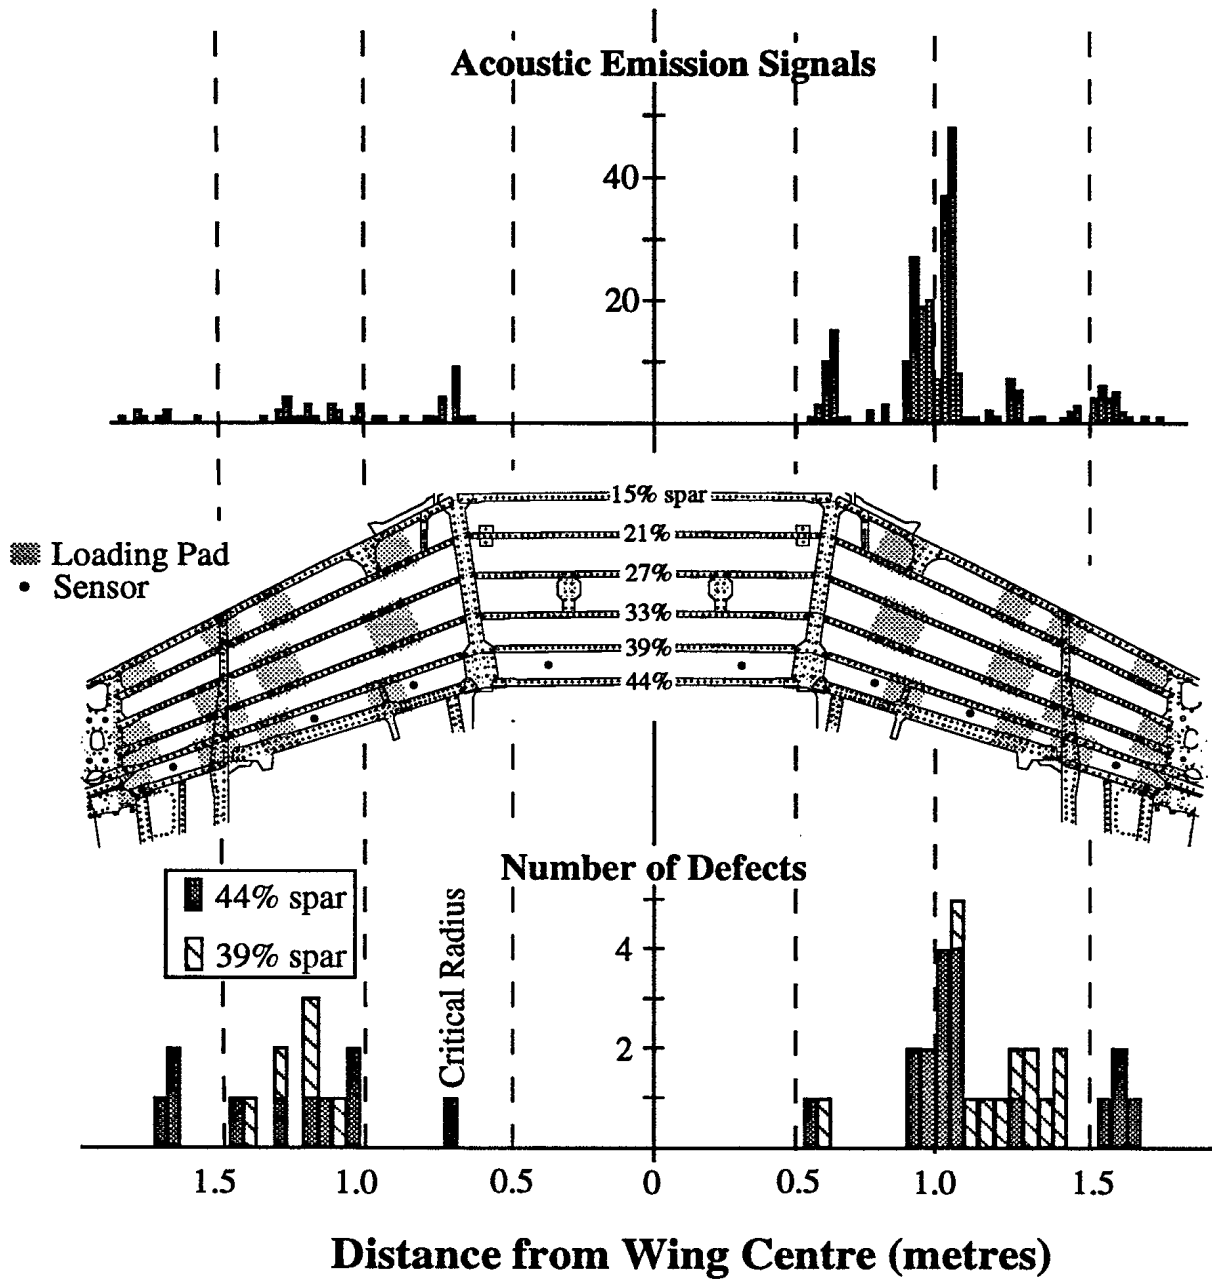 Acoustic Emission Signals
40
20
15% spar
21%
27%
33%
39%
44%
Loading Pad
Sensor
Number of Defects
44% spar
39% spar
Critical Radius
4
2
1.5 1.0 0.5 0 0.5 1.0 1.5
Distance from Wing Centre (metres)